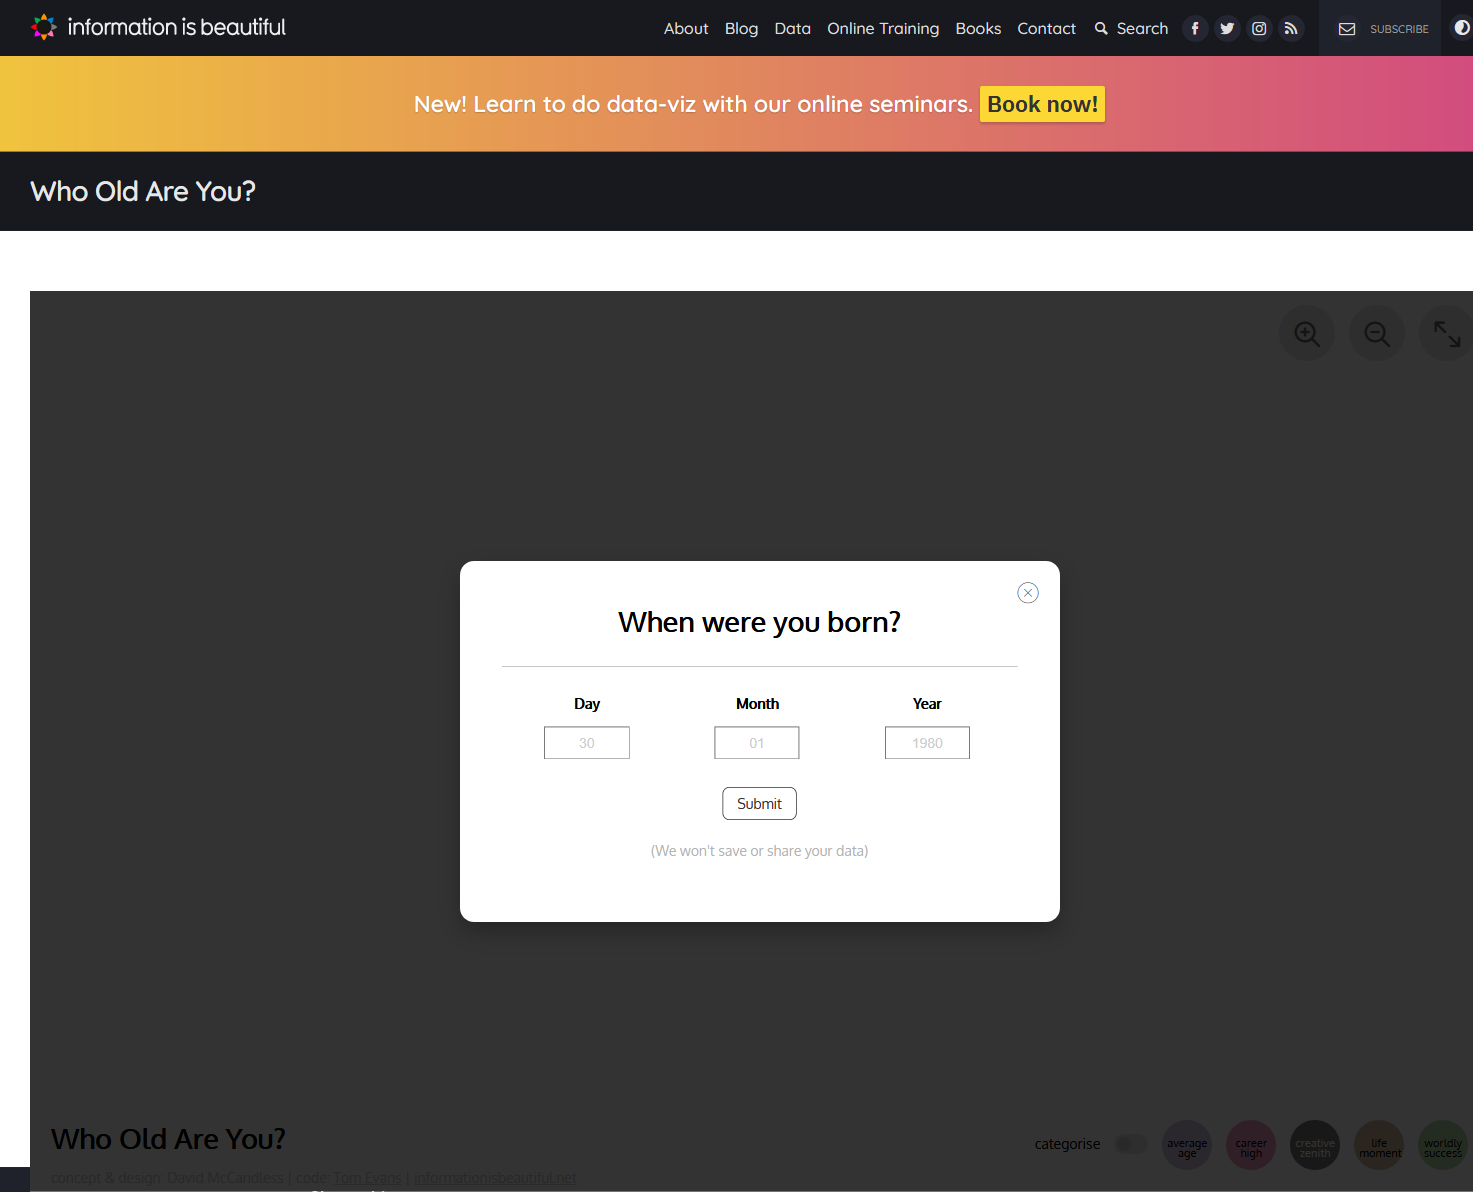 information is beautiful
About Blog Data Online Training Books Contact Search SUBSCRIBE
New! Learn to do data-viz with our online seminars. Book now!
Who Old Are You?
When were you born?
Day Month Year
30 01 1980
Submit
(We won't save or share your data)
Who Old Are You?
categorise
average age
career high
creative zenith
life moment
worldly success
concept & design: David McCandless | code: Tom Evans | informationisbeautiful.net